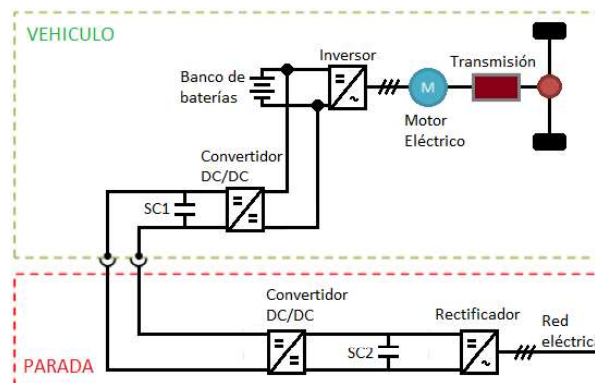 VEHICULO
Inversor
Transmisión
Banco de
baterías
M
Motor
Eléctrico
Convertidor
DC/DC
SC1
Convertidor
DC/DC
Rectificador
Red
eléctrica
SC2
PARADA